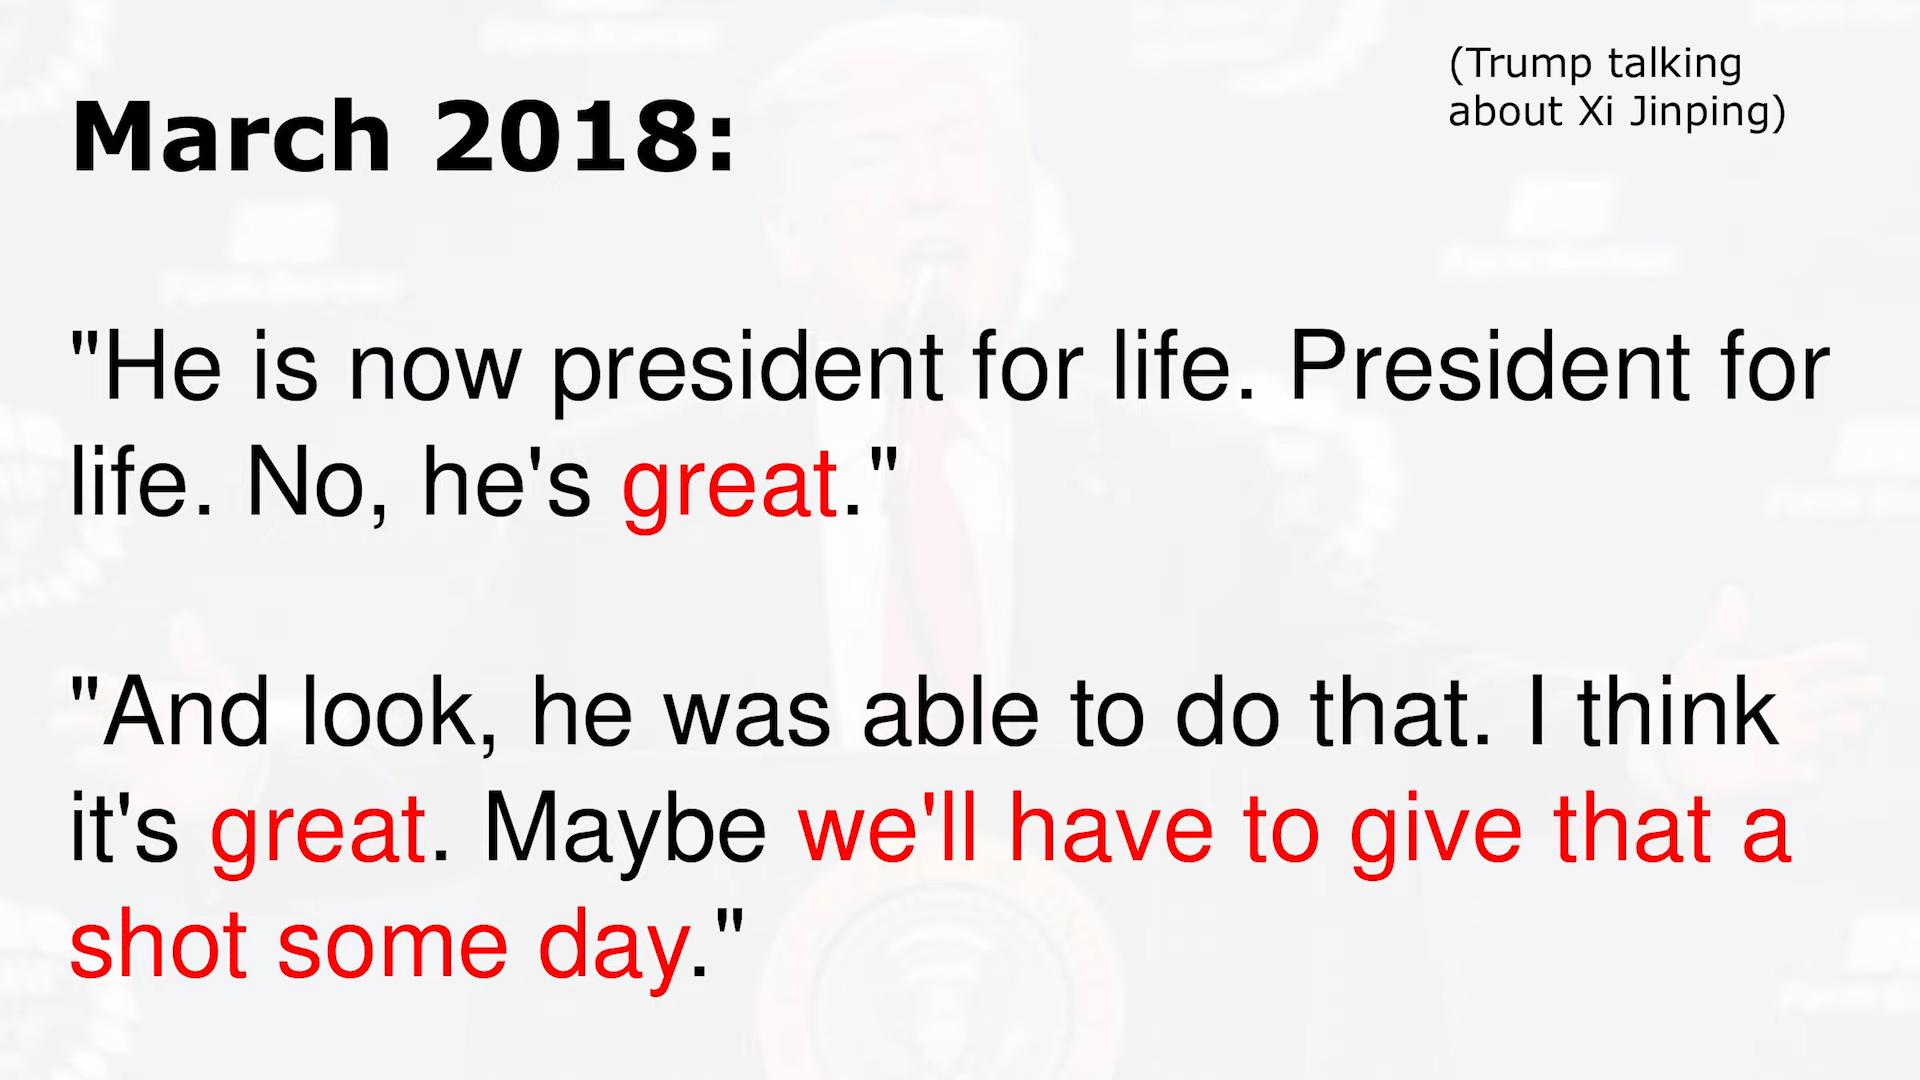 (Trump talking
about Xi Jinping)
March 2018:
"He is now president for life. President for
life. No, he's great."
"And look, he was able to do that. I think
it's great. Maybe we'll have to give that a
shot some day."